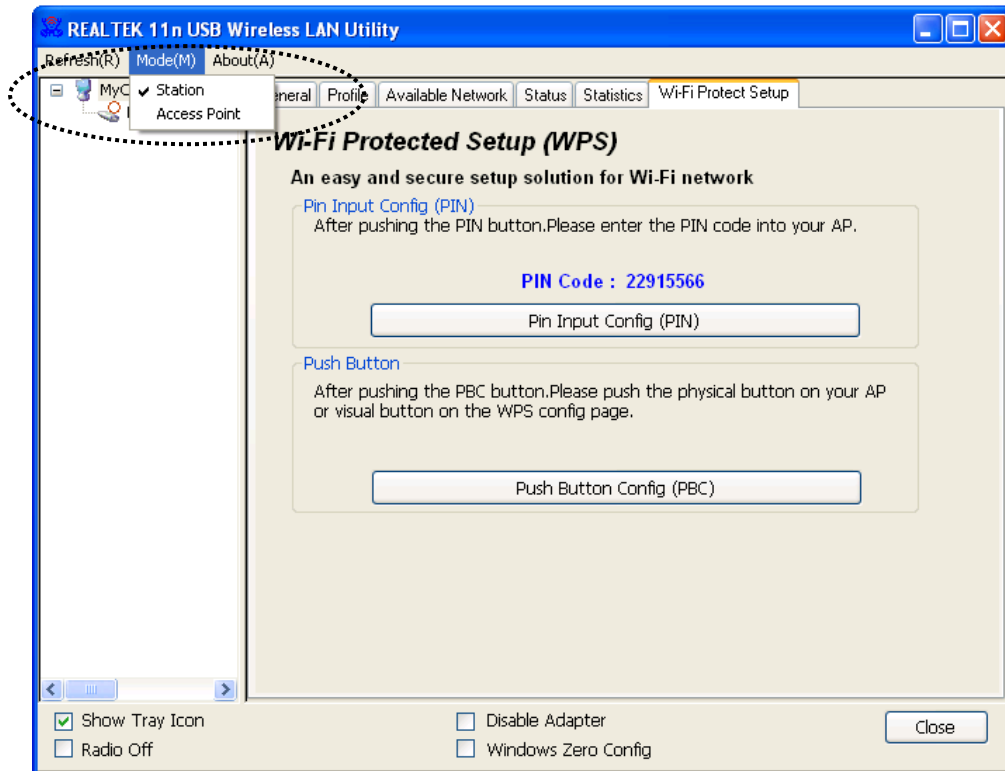 REALTEK 11n USB Wireless LAN Utility
Refresh(R) Mode(M) About(A)
Station
Access Point
MyC
eneral Profile Available Network Status Statistics Wi-Fi Protect Setup
Wi-Fi Protected Setup (WPS)
An easy and secure setup solution for Wi-Fi network
Pin Input Config (PIN)
After pushing the PIN button.Please enter the PIN code into your AP.
PIN Code : 22915566
Pin Input Config (PIN)
Push Button
After pushing the PBC button.Please push the physical button on your AP
or visual button on the WPS config page.
Push Button Config (PBC)
Show Tray Icon
Radio Off
Disable Adapter
Windows Zero Config
Close